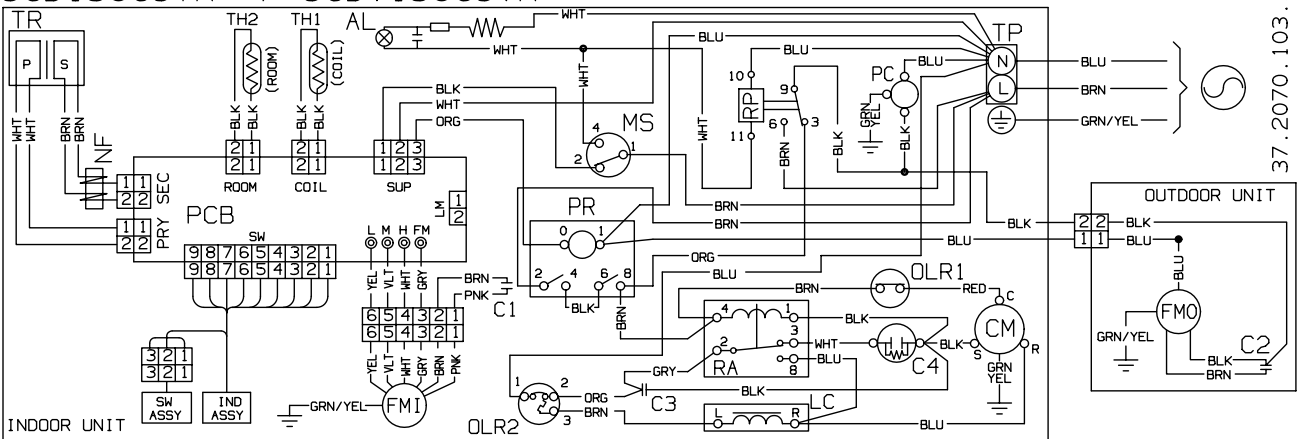 TR
P S
WHT
WHT
BRN
BRN
NF
TH2
(ROOM)
BLK
BLK
TH1
(COIL)
BLK
BLK
AL
WHT
WHT
WHT
BLK
WHT
ORG
MS
4
2
1
2 1
2 1
ROOM
2 1
2 1
COIL
1 2 3
1 2 3
SUP
1 1
2 2
SEC
1 1
2 2
PRY
PCB
LM
1
2
SW
9 8 7 6 5 4 3 2 1
9 8 7 6 5 4 3 2 1
L M H FM
YEL
VLT
WHT
GRY
BRN
PNK
C1
6 5 4 3 2 1
6 5 4 3 2 1
YEL
VLT
WHT
GRY
BRN
PNK
FMI
GRN/YEL
3 2 1
3 2 1
SW
ASSY
IND
ASSY
INDOOR UNIT
PR
0
1
2 4 6 8
BLK
BRN
ORG
BLU
BLU
BLU
10
RP
11
WHT
9
6
3
BRN
BLK
PC
BLU
GRN
YEL
BLK
TP
N
L
BLU
BRN
GRN/YEL
37.2070.103.
BRN
BRN
BLU
BLK
2 2
1 1
BLK
BLU
OUTDOOR UNIT
BLU
FMO
GRN/YEL
BLK
BRN
C2
OLR1
BRN
RED
C
CM
S
R
GRN
YEL
4
1
3
2
8
RA
BLK
WHT
BLU
C4
BLK
GRY
BLK
C3
LC
L
R
BLU
OLR2
1
2
3
ORG
BRN